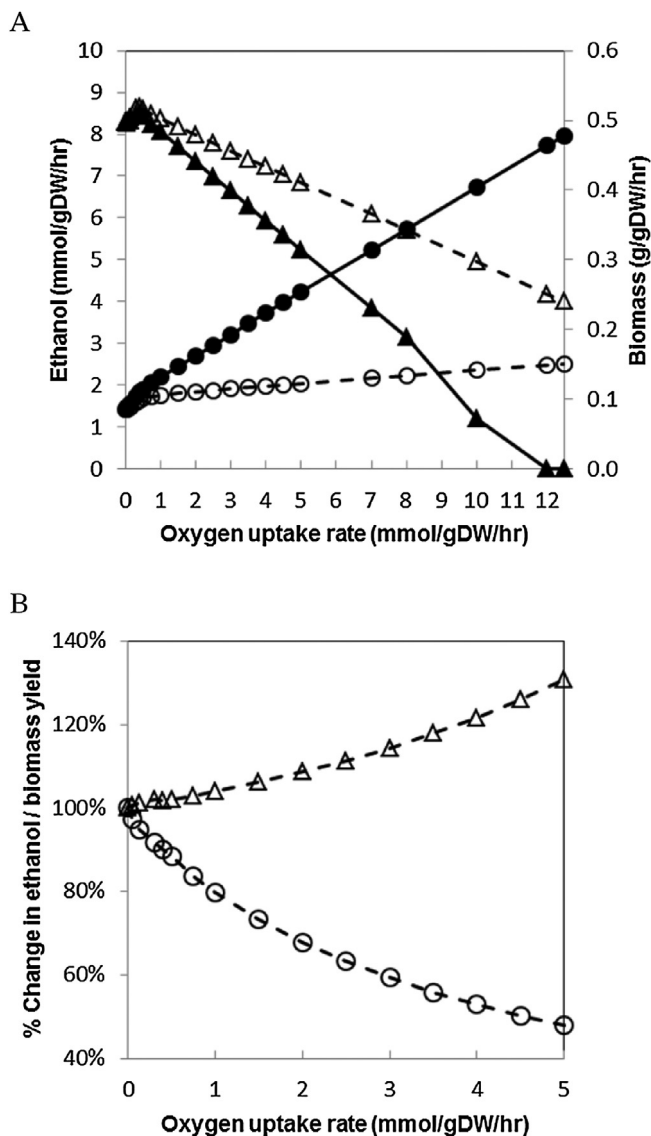 A
10
9
8
7
6
5
4
3
2
1
0
Ethanol (mmol/gDW/hr)
0.6
0.5
0.4
0.3
0.2
0.1
0.0
Biomass (g/gDW/hr)
0 1 2 3 4 5 6 7 8 9 10 11 12
Oxygen uptake rate (mmol/gDW/hr)
B
140%
120%
100%
80%
60%
40%
% Change in ethanol / biomass yield
0 1 2 3 4 5
Oxygen uptake rate (mmol/gDW/hr)